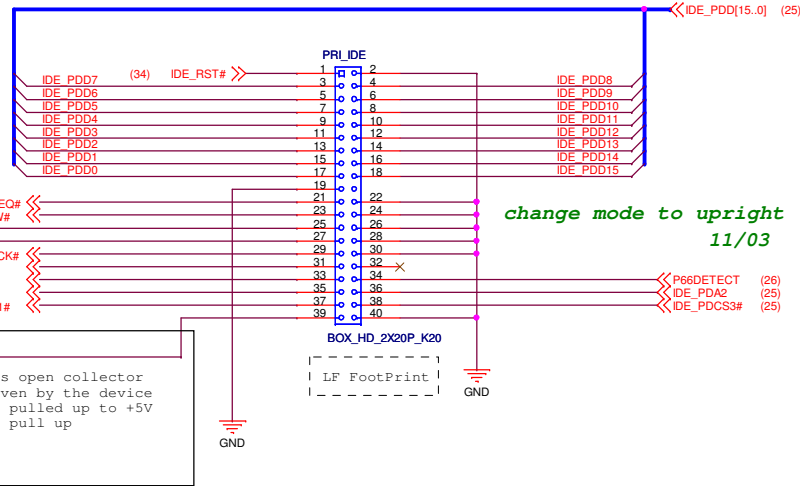 IDE_PDD[15..0] (25)
PRI_IDE
(34) IDE_RST# 1 2
IDE_PDD7 3 4 IDE_PDD8
IDE_PDD6 5 6 IDE_PDD9
IDE_PDD5 7 8 IDE_PDD10
IDE_PDD4 9 10 IDE_PDD11
IDE_PDD3 11 12 IDE_PDD12
IDE_PDD2 13 14 IDE_PDD13
IDE_PDD1 15 16 IDE_PDD14
IDE_PDD0 17 18 IDE_PDD15
19
EQ# 21 22
23 24
25 26
27 28
CK# 29 30
31 32
33 34 P66DETECT (26)
35 36 IDE_PDA2 (25)
1# 37 38 IDE_PDCS3# (25)
39 40
change mode to upright
11/03
BOX_HD_2X20P_K20
LF FootPrint
GND
GND
s open collector
ven by the device
pulled up to +5V
pull up